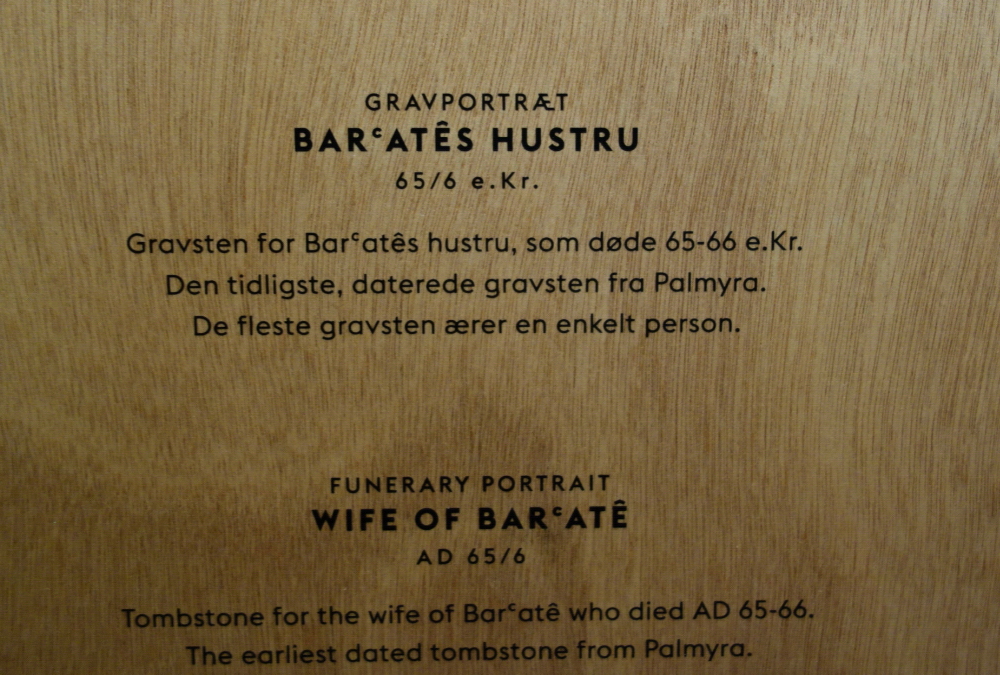 GRAVPORTRÆT
BARᶜATÊS HUSTRU
65/6 e.Kr.
Gravsten for Barᶜatês hustru, som døde 65-66 e.Kr.
Den tidligste, daterede gravsten fra Palmyra.
De fleste gravsten ærer en enkelt person.
FUNERARY PORTRAIT
WIFE OF BARᶜATÊ
AD 65/6
Tombstone for the wife of Barᶜatê who died AD 65-66.
The earliest dated tombstone from Palmyra.